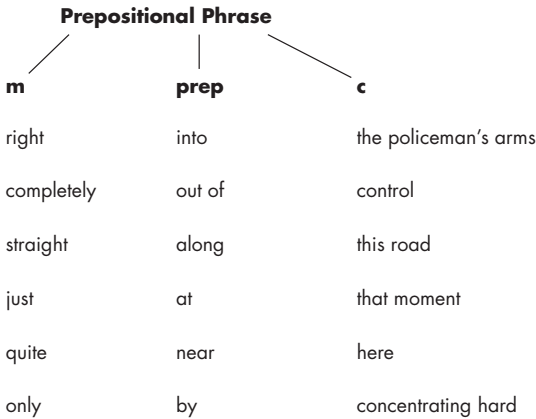 Prepositional Phrase
m prep c
right into the policeman's arms
completely out of control
straight along this road
just at that moment
quite near here
only by concentrating hard